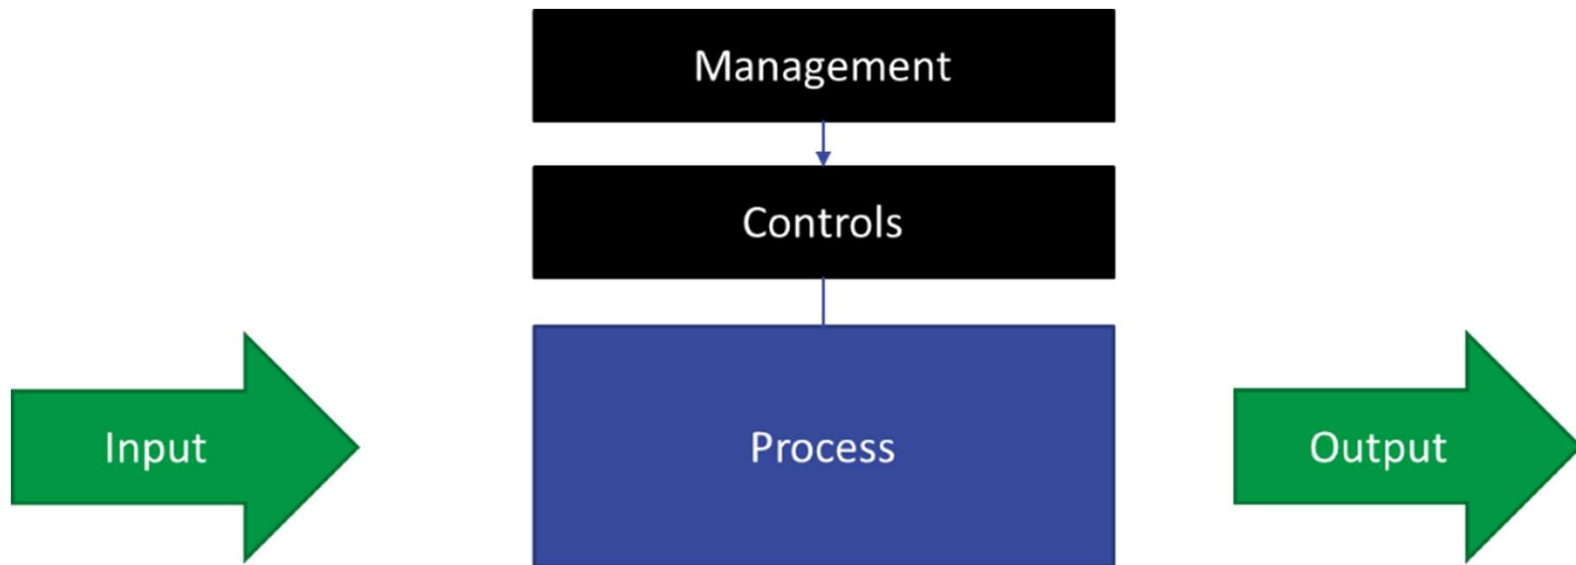 Management
Controls
Input
Process
Output